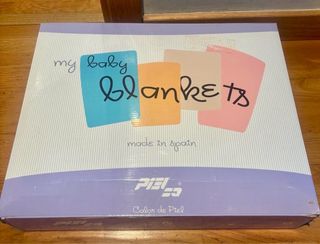 my baby
blankets
made in spain
PIEL
Color de Piel